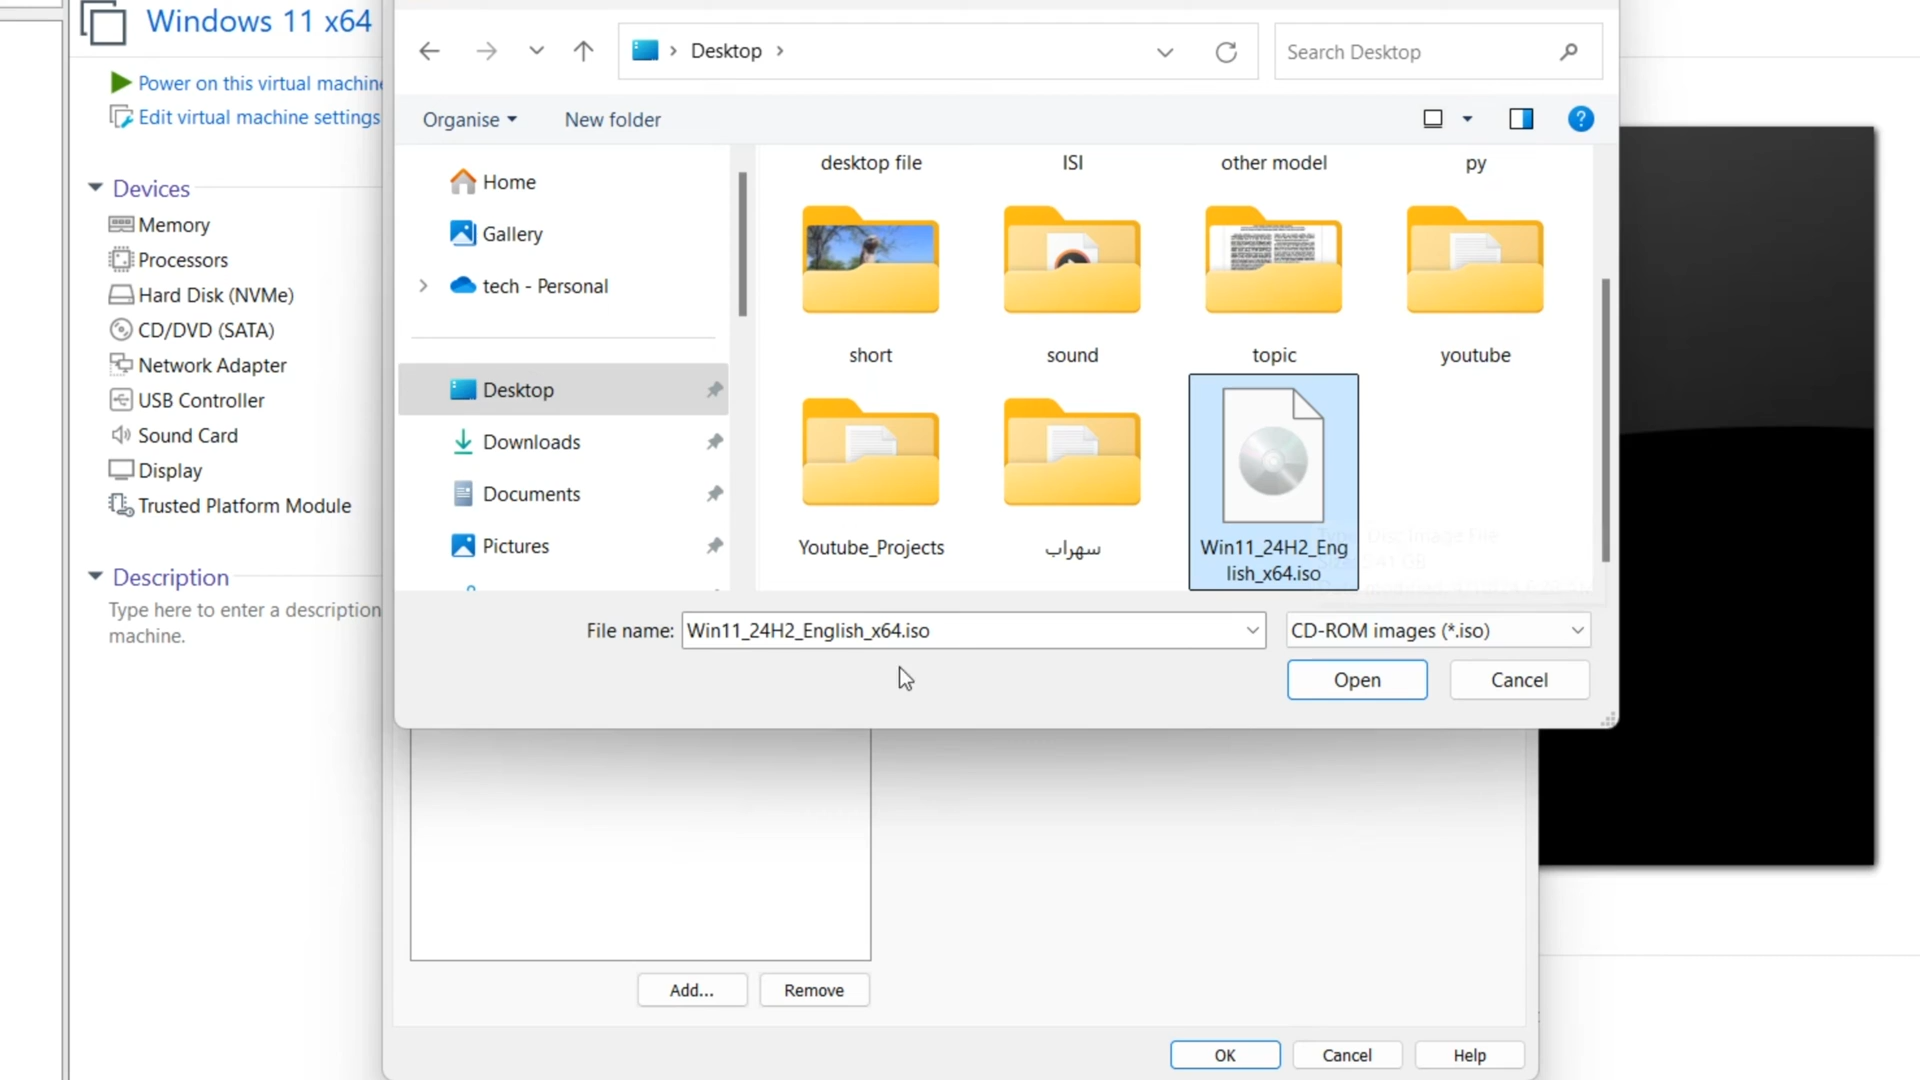 Windows 11 x64
Power on this virtual machine
Edit virtual machine settings
Devices
Memory
Processors
Hard Disk (NVMe)
CD/DVD (SATA)
Network Adapter
USB Controller
Sound Card
Display
Trusted Platform Module
Description
Type here to enter a description
machine.
Desktop
Search Desktop
Organise
New folder
Home
Gallery
tech - Personal
Desktop
Downloads
Documents
Pictures
desktop file
ISI
other model
py
short
sound
topic
youtube
Youtube_Projects
سهراب
Win11_24H2_Eng
lish_x64.iso
File name:
Win11_24H2_English_x64.iso
CD-ROM images (*.iso)
Open
Cancel
Add...
Remove
OK
Cancel
Help